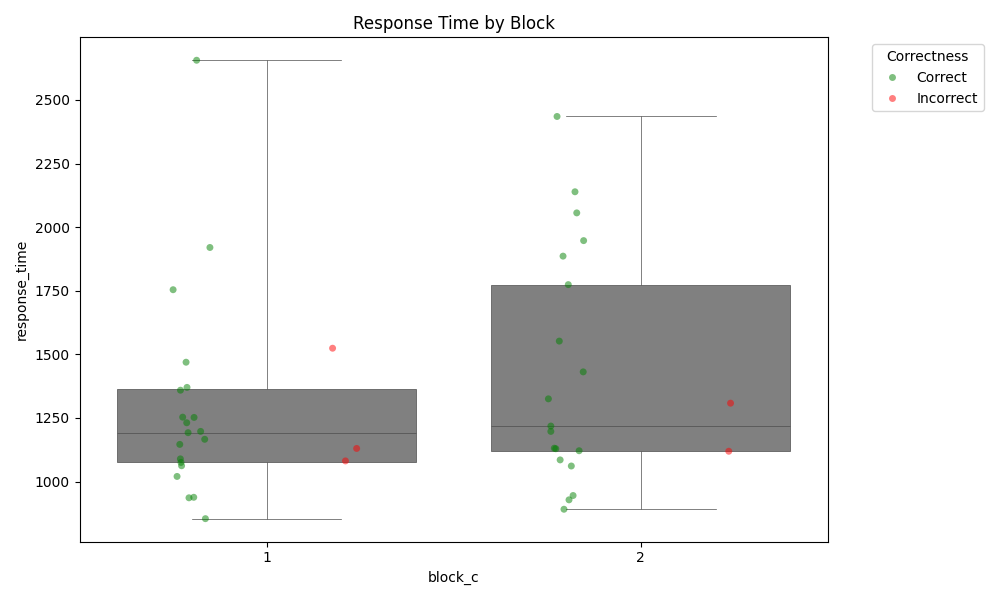 Response Time by Block
Correctness
Correct
Incorrect
2500
2250
2000
1750
1500
1250
1000
response_time
1
2
block_c